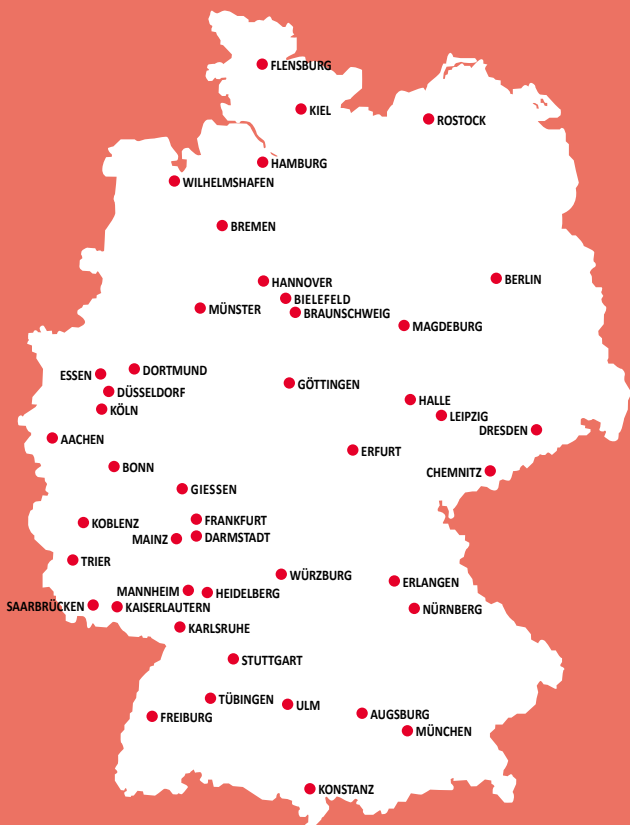 FLENSBURG
KIEL
ROSTOCK
HAMBURG
WILHELMSHAFEN
BREMEN
HANNOVER
BERLIN
BIELEFELD
MÜNSTER
BRAUNSCHWEIG
MAGDEBURG
DORTMUND
ESSEN
DÜSSELDORF
GÖTTINGEN
HALLE
KÖLN
LEIPZIG
DRESDEN
AACHEN
ERFURT
BONN
CHEMNITZ
GIESSEN
KOBLENZ
FRANKFURT
MAINZ
DARMSTADT
TRIER
WÜRZBURG
ERLANGEN
MANNHEIM
HEIDELBERG
SAARBRÜCKEN
KAISERLAUTERN
NÜRNBERG
KARLSRUHE
STUTTGART
TÜBINGEN
ULM
AUGSBURG
FREIBURG
MÜNCHEN
KONSTANZ